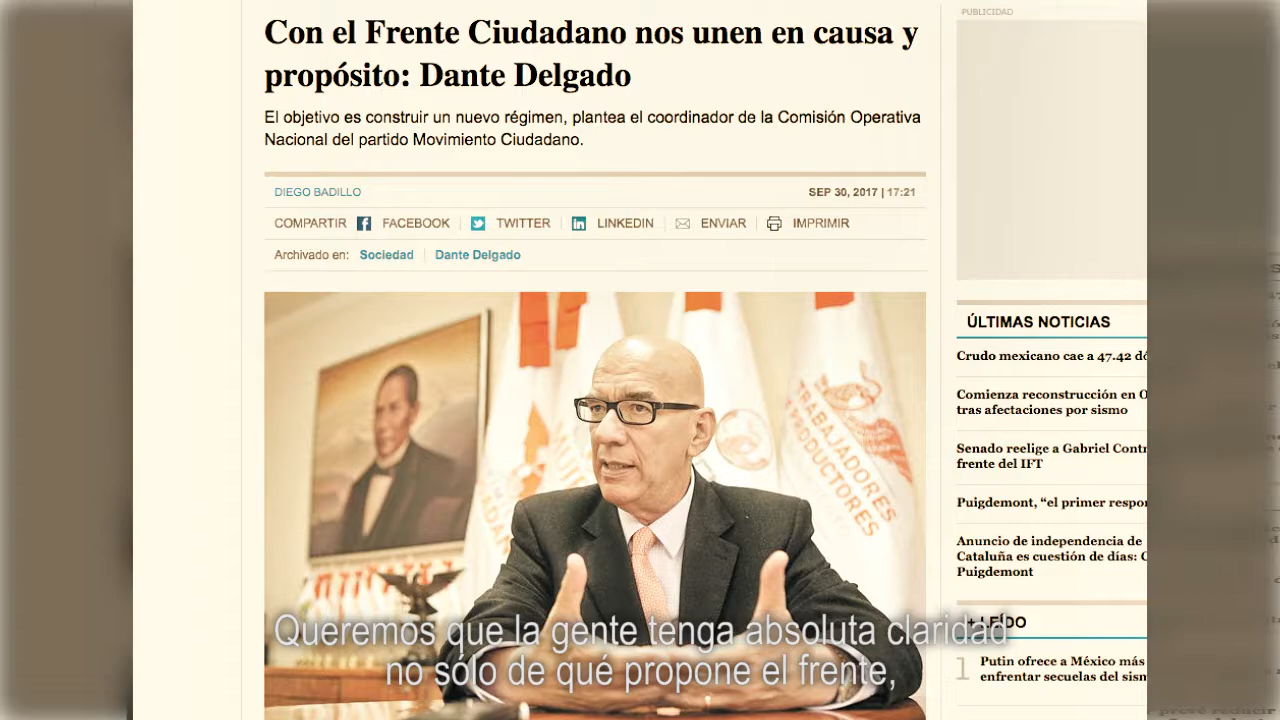 Con el Frente Ciudadano nos unen en causa y
propósito: Dante Delgado
El objetivo es construir un nuevo régimen, plantea el coordinador de la Comisión Operativa
Nacional del partido Movimiento Ciudadano.
DIEGO BADILLO
SEP 30, 2017 | 17:21
COMPARTIR FACEBOOK TWITTER LINKEDIN ENVIAR IMPRIMIR
Archivado en: Sociedad Dante Delgado
TRABAJADORES
Y PRODUCTORES
Queremos que la gente tenga absoluta claridad
no sólo de qué propone el frente,
PUBLICIDAD
ÚLTIMAS NOTICIAS
Crudo mexicano cae a 47.42
Comienza reconstrucción en
tras afectaciones por sismo
Senado reelige a Gabriel
frente del IFT
Puigdemont, “el primer
Anuncio de independencia de
Cataluña es cuestión de días:
Puigdemont
+ LEÍDO
1 Putin ofrece a México más
enfrentar secuelas del